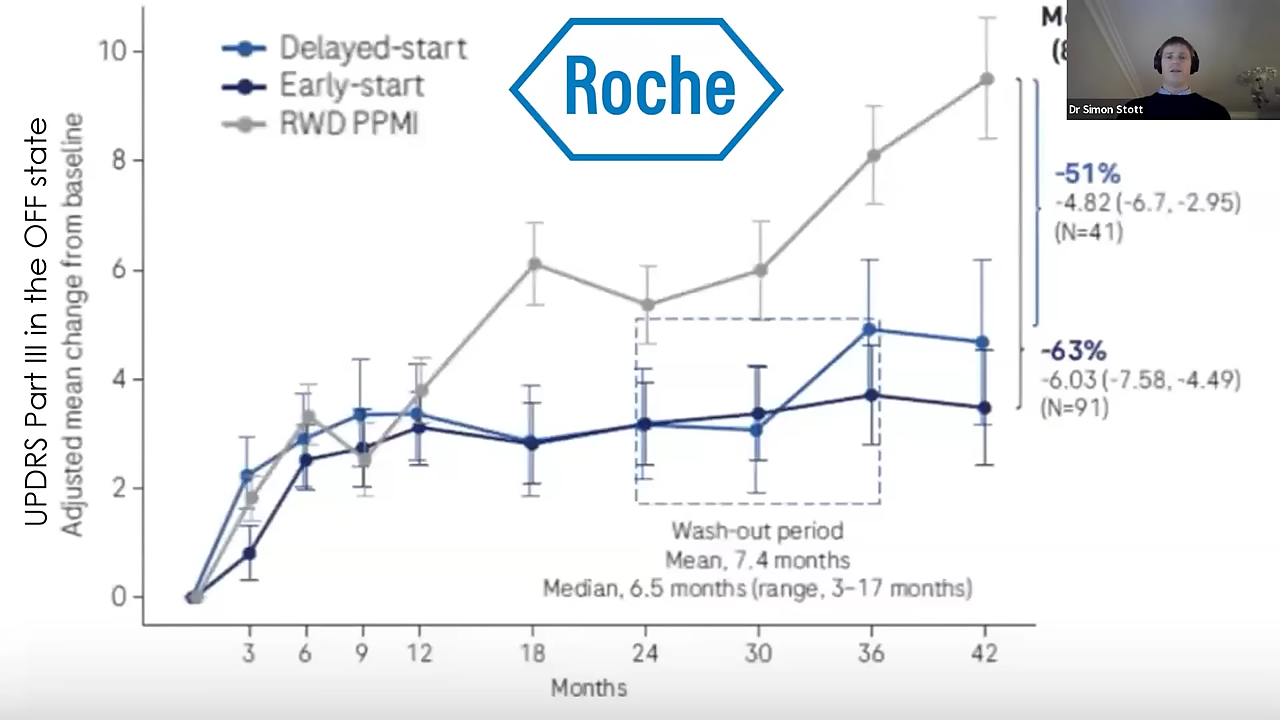 UPDRS Part III in the OFF state
Adjusted mean change from baseline
10
8
6
4
2
0
Delayed-start
Early-start
RWD PPMI
Roche
Dr Simon Stott
-51%
-4.82 (-6.7, -2.95)
(N=41)
-63%
-6.03 (-7.58, -4.49)
(N=91)
Wash-out period
Mean, 7.4 months
Median, 6.5 months (range, 3–17 months)
3 6 9 12 18 24 30 36 42
Months